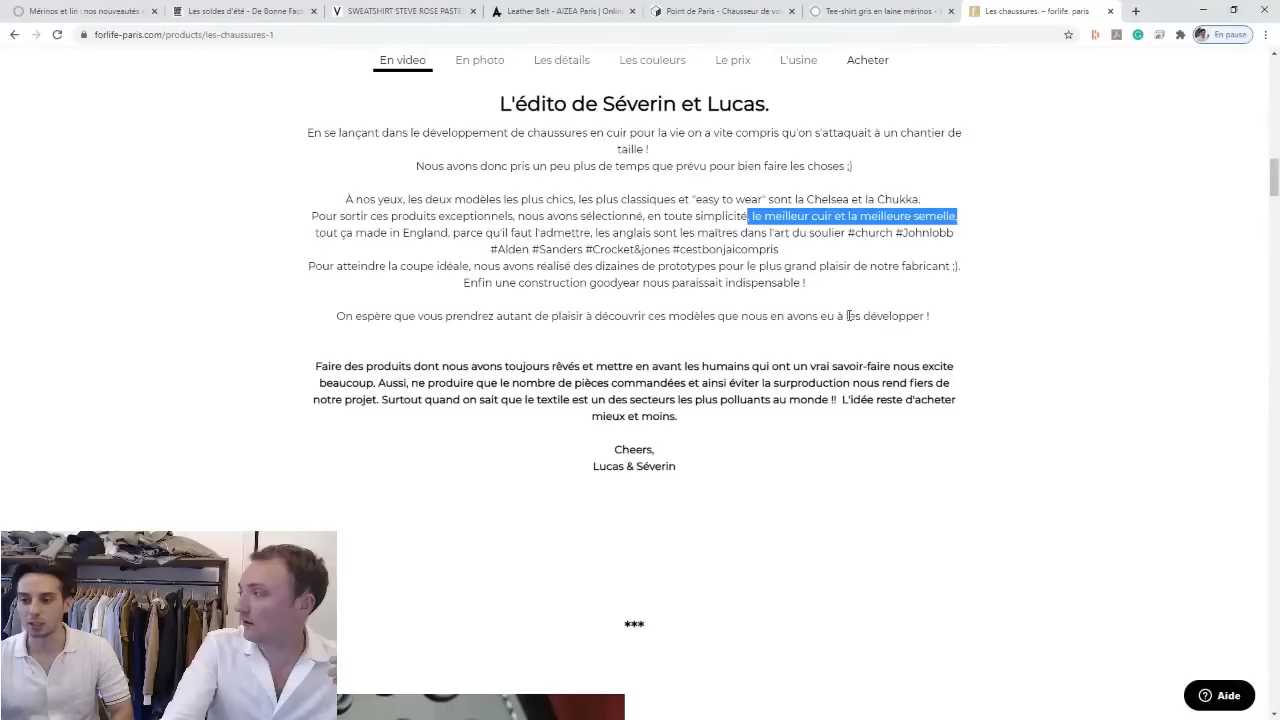 Mérinos et lin : nos nouveautés
Les soldes d'été - De Bonne Fac
SWEATSHIRT STEVE ROSE PASTE
Leather Belt - AIZEA Paris | Onli
Point de Paris - Chausseur de vo
Tee-shirt gris en laine mérinos -
Les chaussures. – forlife. paris
forlife-paris.com/products/les-chaussures-1
En pause
En video
En photo
Les détails
Les couleurs
Le prix
L'usine
Acheter
L'édito de Séverin et Lucas.
En se lançant dans le développement de chaussures en cuir pour la vie on a vite compris qu'on s'attaquait à un chantier de
taille !
Nous avons donc pris un peu plus de temps que prévu pour bien faire les choses ;)
À nos yeux, les deux modèles les plus chics, les plus classiques et "easy to wear" sont la Chelsea et la Chukka.
Pour sortir ces produits exceptionnels, nous avons sélectionné, en toute simplicité, le meilleur cuir et la meilleure semelle,
tout ça made in England, parce qu'il faut l'admettre, les anglais sont les maîtres dans l'art du soulier #church #Johnlobb
#Alden #Sanders #Crocket&jones #cestbonjaicompris
Pour atteindre la coupe idéale, nous avons réalisé des dizaines de prototypes pour le plus grand plaisir de notre fabricant ;).
Enfin une construction goodyear nous paraissait indispensable !
On espère que vous prendrez autant de plaisir à découvrir ces modèles que nous en avons eu à les développer !
Faire des produits dont nous avons toujours rêvés et mettre en avant les humains qui ont un vrai savoir-faire nous excite
beaucoup. Aussi, ne produire que le nombre de pièces commandées et ainsi éviter la surproduction nous rend fiers de
notre projet. Surtout quand on sait que le textile est un des secteurs les plus polluants au monde !! L'idée reste d'acheter
mieux et moins.
Cheers,
Lucas & Séverin
***
Aide